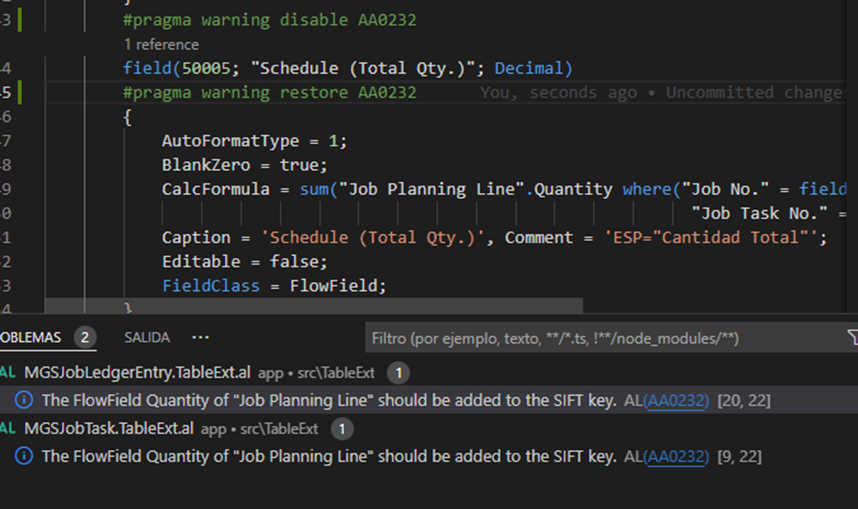 3 #pragma warning disable AA0232
1 reference
4 field(50005; "Schedule (Total Qty.)"; Decimal)
5 #pragma warning restore AA0232 You, seconds ago • Uncommitted changes
6 {
7 AutoFormatType = 1;
8 BlankZero = true;
9 CalcFormula = sum("Job Planning Line".Quantity where("Job No." = field
0 "Job Task No." =
1 Caption = 'Schedule (Total Qty.)', Comment = 'ESP="Cantidad Total"';
2 Editable = false;
3 FieldClass = FlowField;
4 }
OBLEMAS 2 SALIDA ··· Filtro (por ejemplo, texto, **/*.ts, !**/node_modules/**)
AL MGSJobLedgerEntry.TableExt.al app • src\TableExt 1
The FlowField Quantity of "Job Planning Line" should be added to the SIFT key. AL(AA0232) [20, 22]
AL MGSJobTask.TableExt.al app • src\TableExt 1
The FlowField Quantity of "Job Planning Line" should be added to the SIFT key. AL(AA0232) [9, 22]